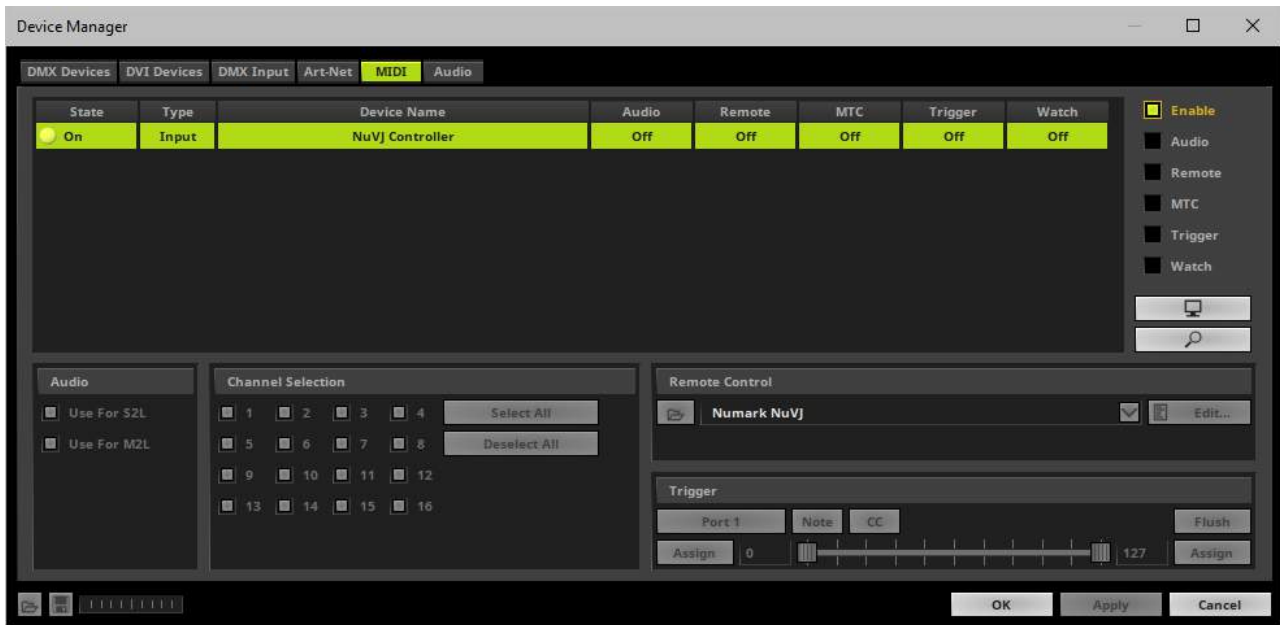 Device Manager
DMX Devices DVI Devices DMX Input Art-Net MIDI Audio
State Type Device Name Audio Remote MTC Trigger Watch
On Input NuVJ Controller Off Off Off Off Off
Enable
Audio
Remote
MTC
Trigger
Watch
Audio
Use For S2L
Use For M2L
Channel Selection
1 2 3 4 Select All
5 6 7 8 Deselect All
9 10 11 12
13 14 15 16
Remote Control
Numark NuVJ Edit...
Trigger
Port 1 Note CC Flush
Assign 0 127 Assign
OK Apply Cancel